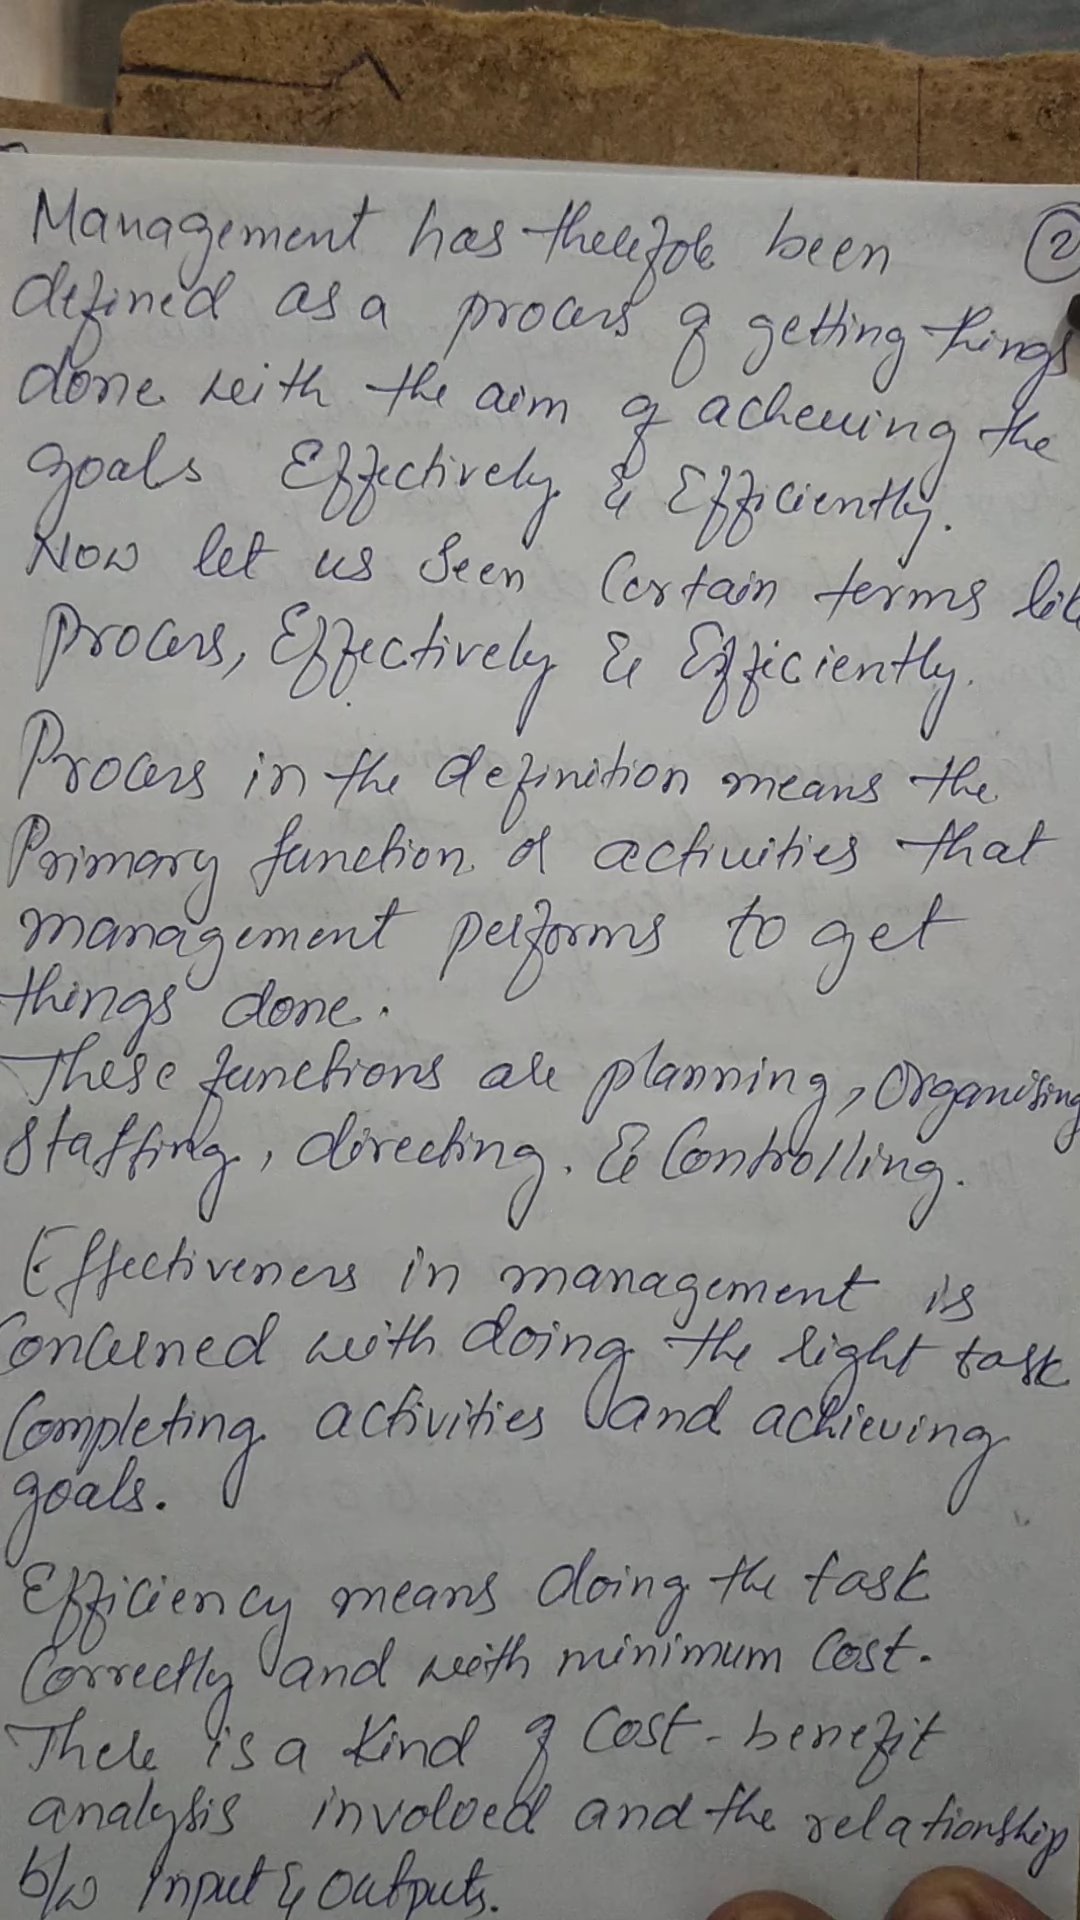 Management has therefore been
②
defined as a process of getting things
done with the aim of acheving the
goals Effectively & Efficiently.
Now let us seen Certain terms lik
Process, Effectively & Efficiently.
Process in the definition means the
Primary function or activities that
management performs to get
things done.
These functions are planning, Organising
Staffing, directing, & Controlling.
Effectiveness in management is
Concerned with doing the right task
Completing activities and achieving
goals.
Efficiency means doing the task
Correctly and with minimum Cost.
There is a kind of Cost-benefit
analysis involved and the relationship
b/w Input & Outputs.